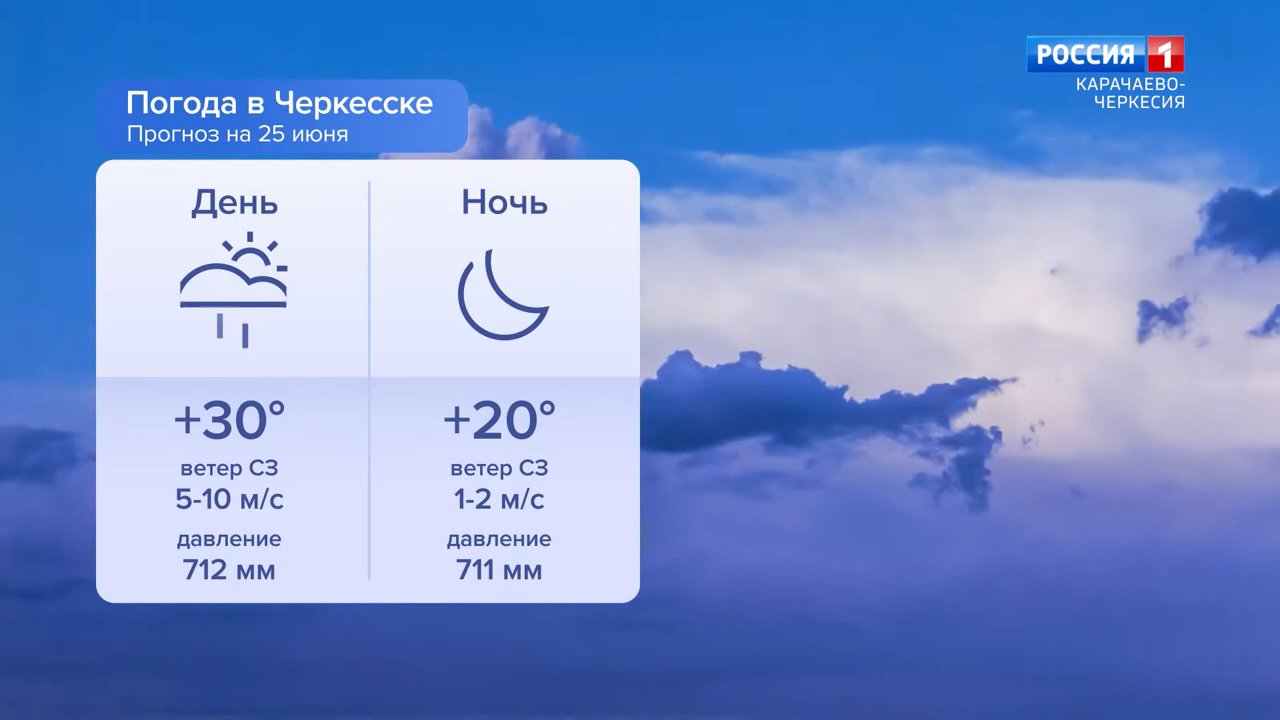 РОССИЯ 1
КАРАЧАЕВО-
ЧЕРКЕСИЯ
Погода в Черкесске
Прогноз на 25 июня
День
+30°
ветер СЗ
5-10 м/с
давление
712 мм
Ночь
+20°
ветер СЗ
1-2 м/с
давление
711 мм